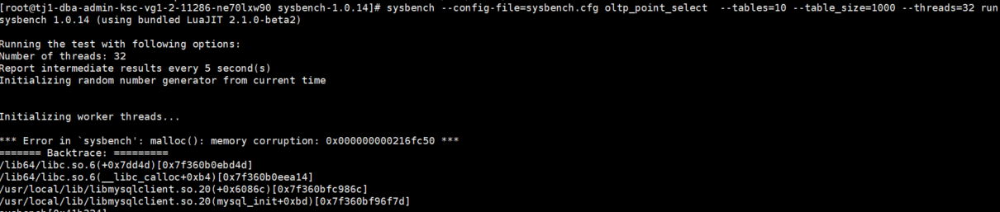 [root@tj1-dba-admin-ksc-vg1-2-11286-ne70lxw90 sysbench-1.0.14]# sysbench --config-file=sysbench.cfg oltp_point_select  --tables=10 --table_size=1000 --threads=32 run
sysbench 1.0.14 (using bundled LuaJIT 2.1.0-beta2)
Running the test with following options:
Number of threads: 32
Report intermediate results every 5 second(s)
Initializing random number generator from current time
Initializing worker threads...
*** Error in `sysbench': malloc(): memory corruption: 0x000000000216fc50 ***
======= Backtrace: =========
/lib64/libc.so.6(+0x7dd4d)[0x7f360b0ebd4d]
/lib64/libc.so.6(__libc_calloc+0xb4)[0x7f360b0eea14]
/usr/local/lib/libmysqlclient.so.20(+0x6086c)[0x7f360bfc986c]
/usr/local/lib/libmysqlclient.so.20(mysql_init+0xbd)[0x7f360bf96f7d]